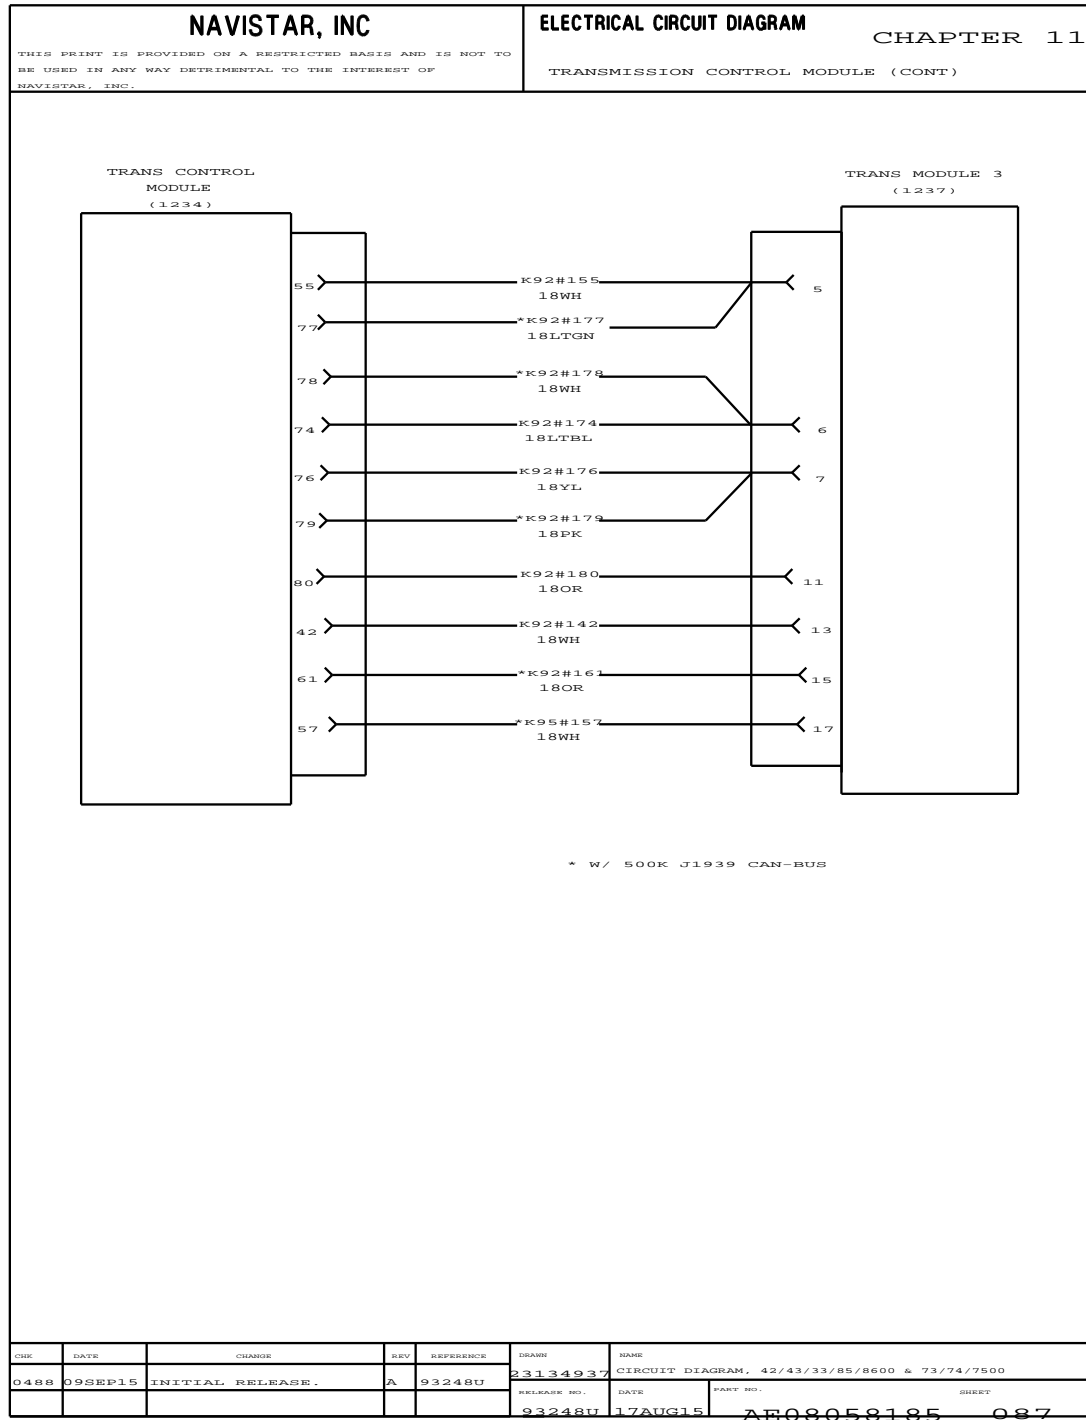 NAVISTAR, INC
THIS PRINT IS PROVIDED ON A RESTRICTED BASIS AND IS NOT TO
BE USED IN ANY WAY DETRIMENTAL TO THE INTEREST OF
NAVISTAR, INC.
ELECTRICAL CIRCUIT DIAGRAM
CHAPTER 11
TRANSMISSION CONTROL MODULE (CONT)
TRANS CONTROL
MODULE
(1234)
TRANS MODULE 3
(1237)
55 K92#155 5
18WH
77 *K92#177
18LTGN
78 *K92#178
18WH
74 K92#174 6
18LTBL
76 K92#176 7
18YL
79 *K92#179
18PK
80 K92#180 11
18OR
42 K92#142 13
18WH
61 *K92#161 15
18OR
57 *K95#157 17
18WH
* W/ 500K J1939 CAN-BUS
CHK DATE CHANGE REV REFERENCE
0488 09SEP15 INITIAL RELEASE. A 93248U
DRAWN
23134937
NAME
CIRCUIT DIAGRAM, 42/43/33/85/8600 & 73/74/7500
RELEASE NO.
93248U
DATE
17AUG15
PART NO. SHEET
AE08058185 087